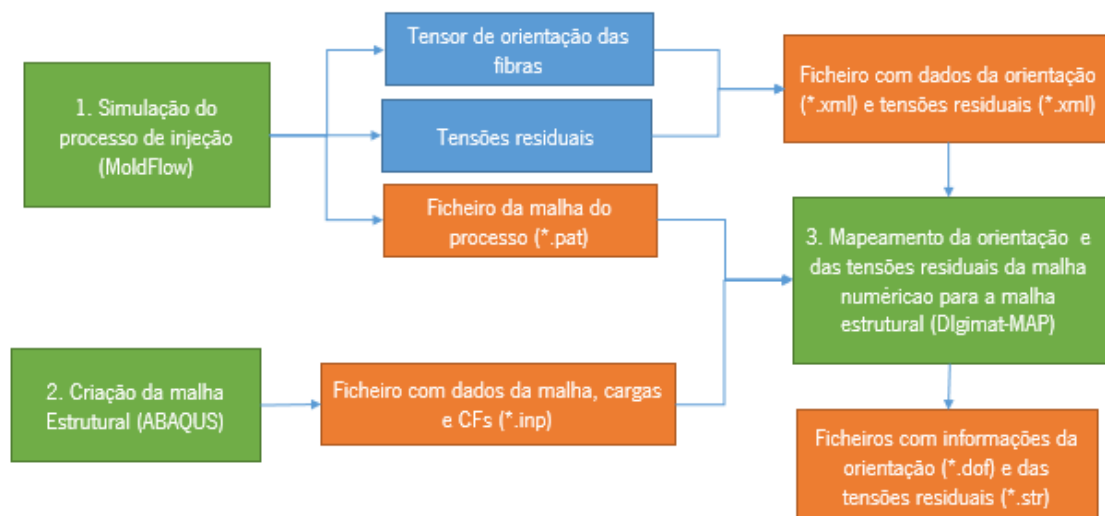 1. Simulação do
processo de injeção
(MoldFlow)
Tensor de orientação das
fibras
Tensões residuais
Ficheiro da malha do
processo (*.pat)
Ficheiro com dados da orientação
(*.xml) e tensões residuais (*.xml)
2. Criação da malha
Estrutural (ABAQUS)
Ficheiro com dados da malha, cargas
e CFs (*.inp)
3. Mapeamento da orientação e
das tensões residuais da malha
numéricao para a malha
estrutural (DIgimat-MAP)
Ficheiros com informações da
orientação (*.dof) e das
tensões residuais (*.str)